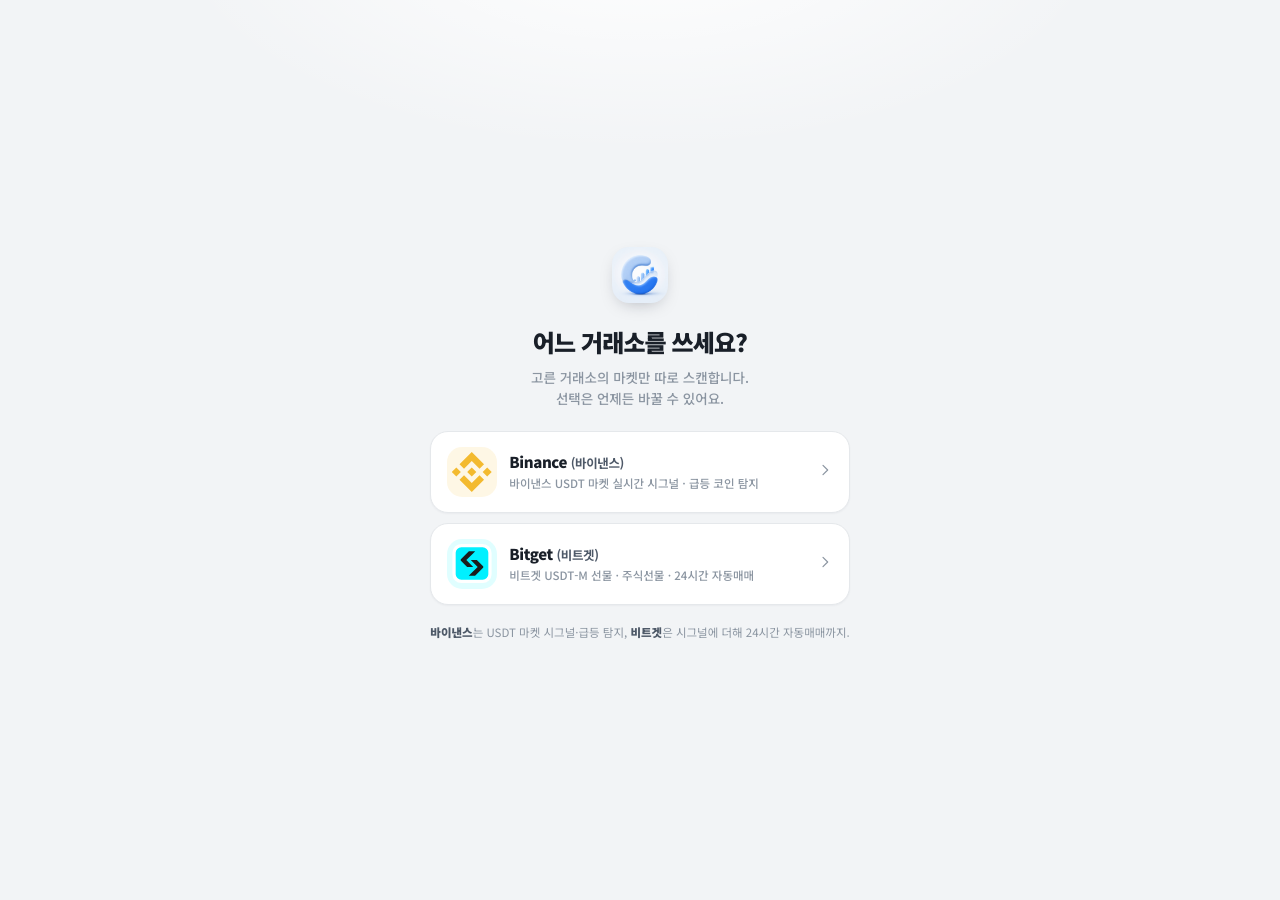 어느 거래소를 쓰세요?
고른 거래소의 마켓만 따로 스캔합니다.
선택은 언제든 바꿀 수 있어요.
Binance (바이낸스)
바이낸스 USDT 마켓 실시간 시그널 · 급등 코인 탐지
Bitget (비트겟)
비트겟 USDT-M 선물 · 주식선물 · 24시간 자동매매
바이낸스는 USDT 마켓 시그널·급등 탐지, 비트겟은 시그널에 더해 24시간 자동매매까지.